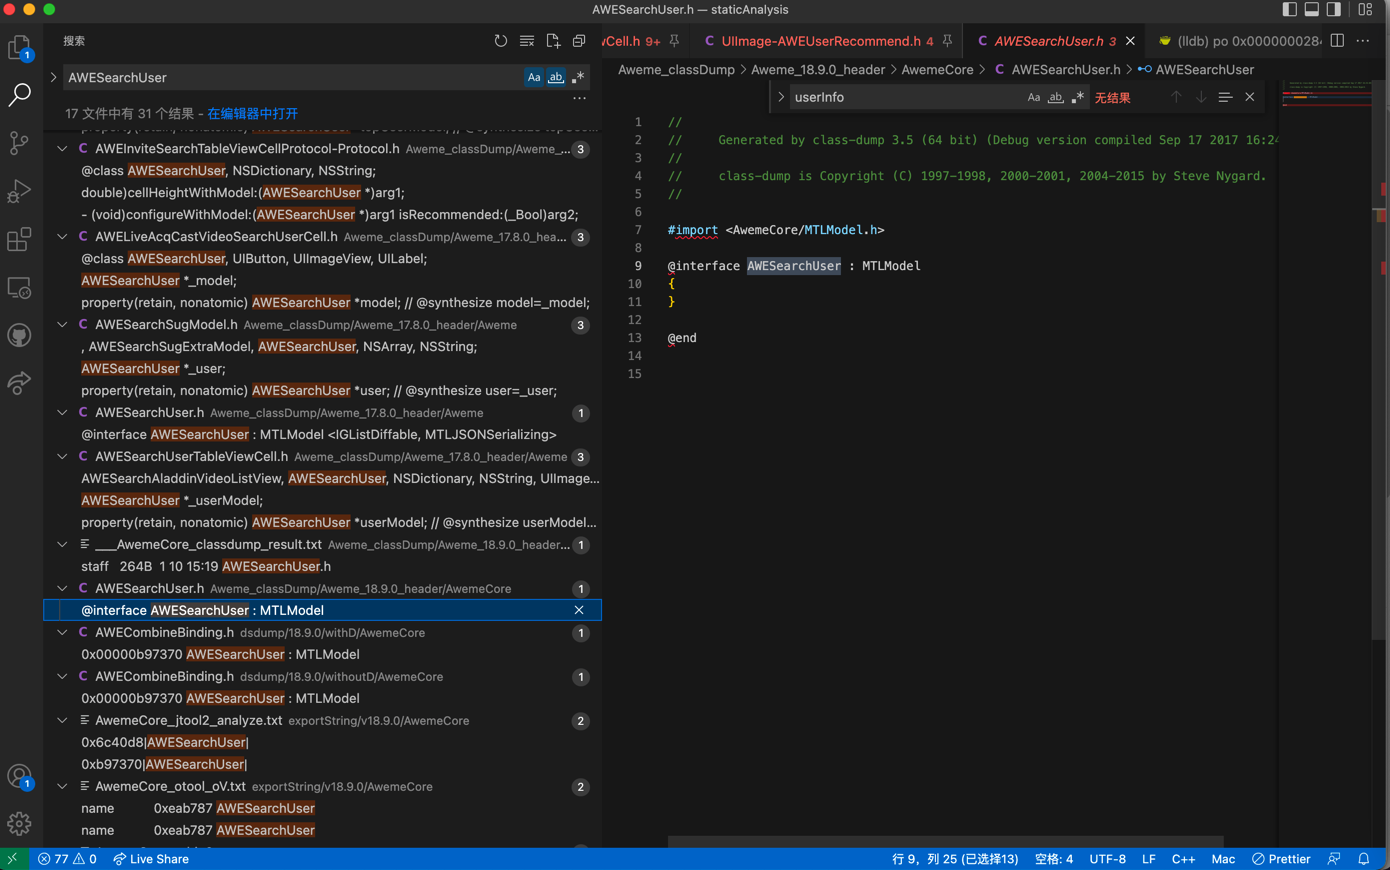 AWESearchUser.h — staticAnalysis
搜索
AWESearchUser
Aa
ab
.*
17 文件中有 31 个结果 - 在编辑器中打开
AWEInviteSearchTableViewCellProtocol-Protocol.h Aweme_classDump/Aweme_... 3
@class AWESearchUser, NSDictionary, NSString;
double)cellHeightWithModel:(AWESearchUser *)arg1;
- (void)configureWithModel:(AWESearchUser *)arg1 isRecommended:(_Bool)arg2;
AWELiveAcqCastVideoSearchUserCell.h Aweme_classDump/Aweme_17.8.0_hea... 3
@class AWESearchUser, UIButton, UIImageView, UILabel;
AWESearchUser *_model;
property(retain, nonatomic) AWESearchUser *model; // @synthesize model=_model;
AWESearchSugModel.h Aweme_classDump/Aweme_17.8.0_header/Aweme 3
, AWESearchSugExtraModel, AWESearchUser, NSArray, NSString;
AWESearchUser *_user;
property(retain, nonatomic) AWESearchUser *user; // @synthesize user=_user;
AWESearchUser.h Aweme_classDump/Aweme_17.8.0_header/Aweme 1
@interface AWESearchUser : MTLModel <IGListDiffable, MTLJSONSerializing>
AWESearchUserTableViewCell.h Aweme_classDump/Aweme_17.8.0_header/Aweme 3
AWESearchAladdinVideoListView, AWESearchUser, NSDictionary, NSString, UIImage...
AWESearchUser *_userModel;
property(retain, nonatomic) AWESearchUser *userModel; // @synthesize userModel...
___AwemeCore_classdump_result.txt Aweme_classDump/Aweme_18.9.0_header... 1
staff 264B 1 10 15:19 AWESearchUser.h
AWESearchUser.h Aweme_classDump/Aweme_18.9.0_header/AwemeCore 1
@interface AWESearchUser : MTLModel
AWECombineBinding.h dsdump/18.9.0/withD/AwemeCore 1
0x00000b97370 AWESearchUser : MTLModel
AWECombineBinding.h dsdump/18.9.0/withoutD/AwemeCore 1
0x00000b97370 AWESearchUser : MTLModel
AwemeCore_jtool2_analyze.txt exportString/v18.9.0/AwemeCore 2
0x6c40d8|AWESearchUser|
0xb97370|AWESearchUser|
AwemeCore_otool_oV.txt exportString/v18.9.0/AwemeCore 2
name 0xeab787 AWESearchUser
name 0xeab787 AWESearchUser
1
1
wCell.h 9+
C UIImage-AWEUserRecommend.h 4
C AWESearchUser.h 3
(lldb) po 0x000000028
Aweme_classDump > Aweme_18.9.0_header > AwemeCore > C AWESearchUser.h > AWESearchUser
userInfo
Aa
ab
.*
无结果
1 //
2 //     Generated by class-dump 3.5 (64 bit) (Debug version compiled Sep 17 2017 16:24
3 //
4 //     class-dump is Copyright (C) 1997-1998, 2000-2001, 2004-2015 by Steve Nygard.
5 //
6
7 #import <AwemeCore/MTLModel.h>
8
9 @interface AWESearchUser : MTLModel
10 {
11 }
12
13 @end
14
15
77 0 Live Share
行 9，列 25 (已选择13) 空格: 4 UTF-8 LF C++ Mac Prettier